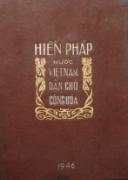 HIẾN PHÁP
NƯỚC
VIỆT NAM
DÂN CHỦ
CỘNG HÒA
1946